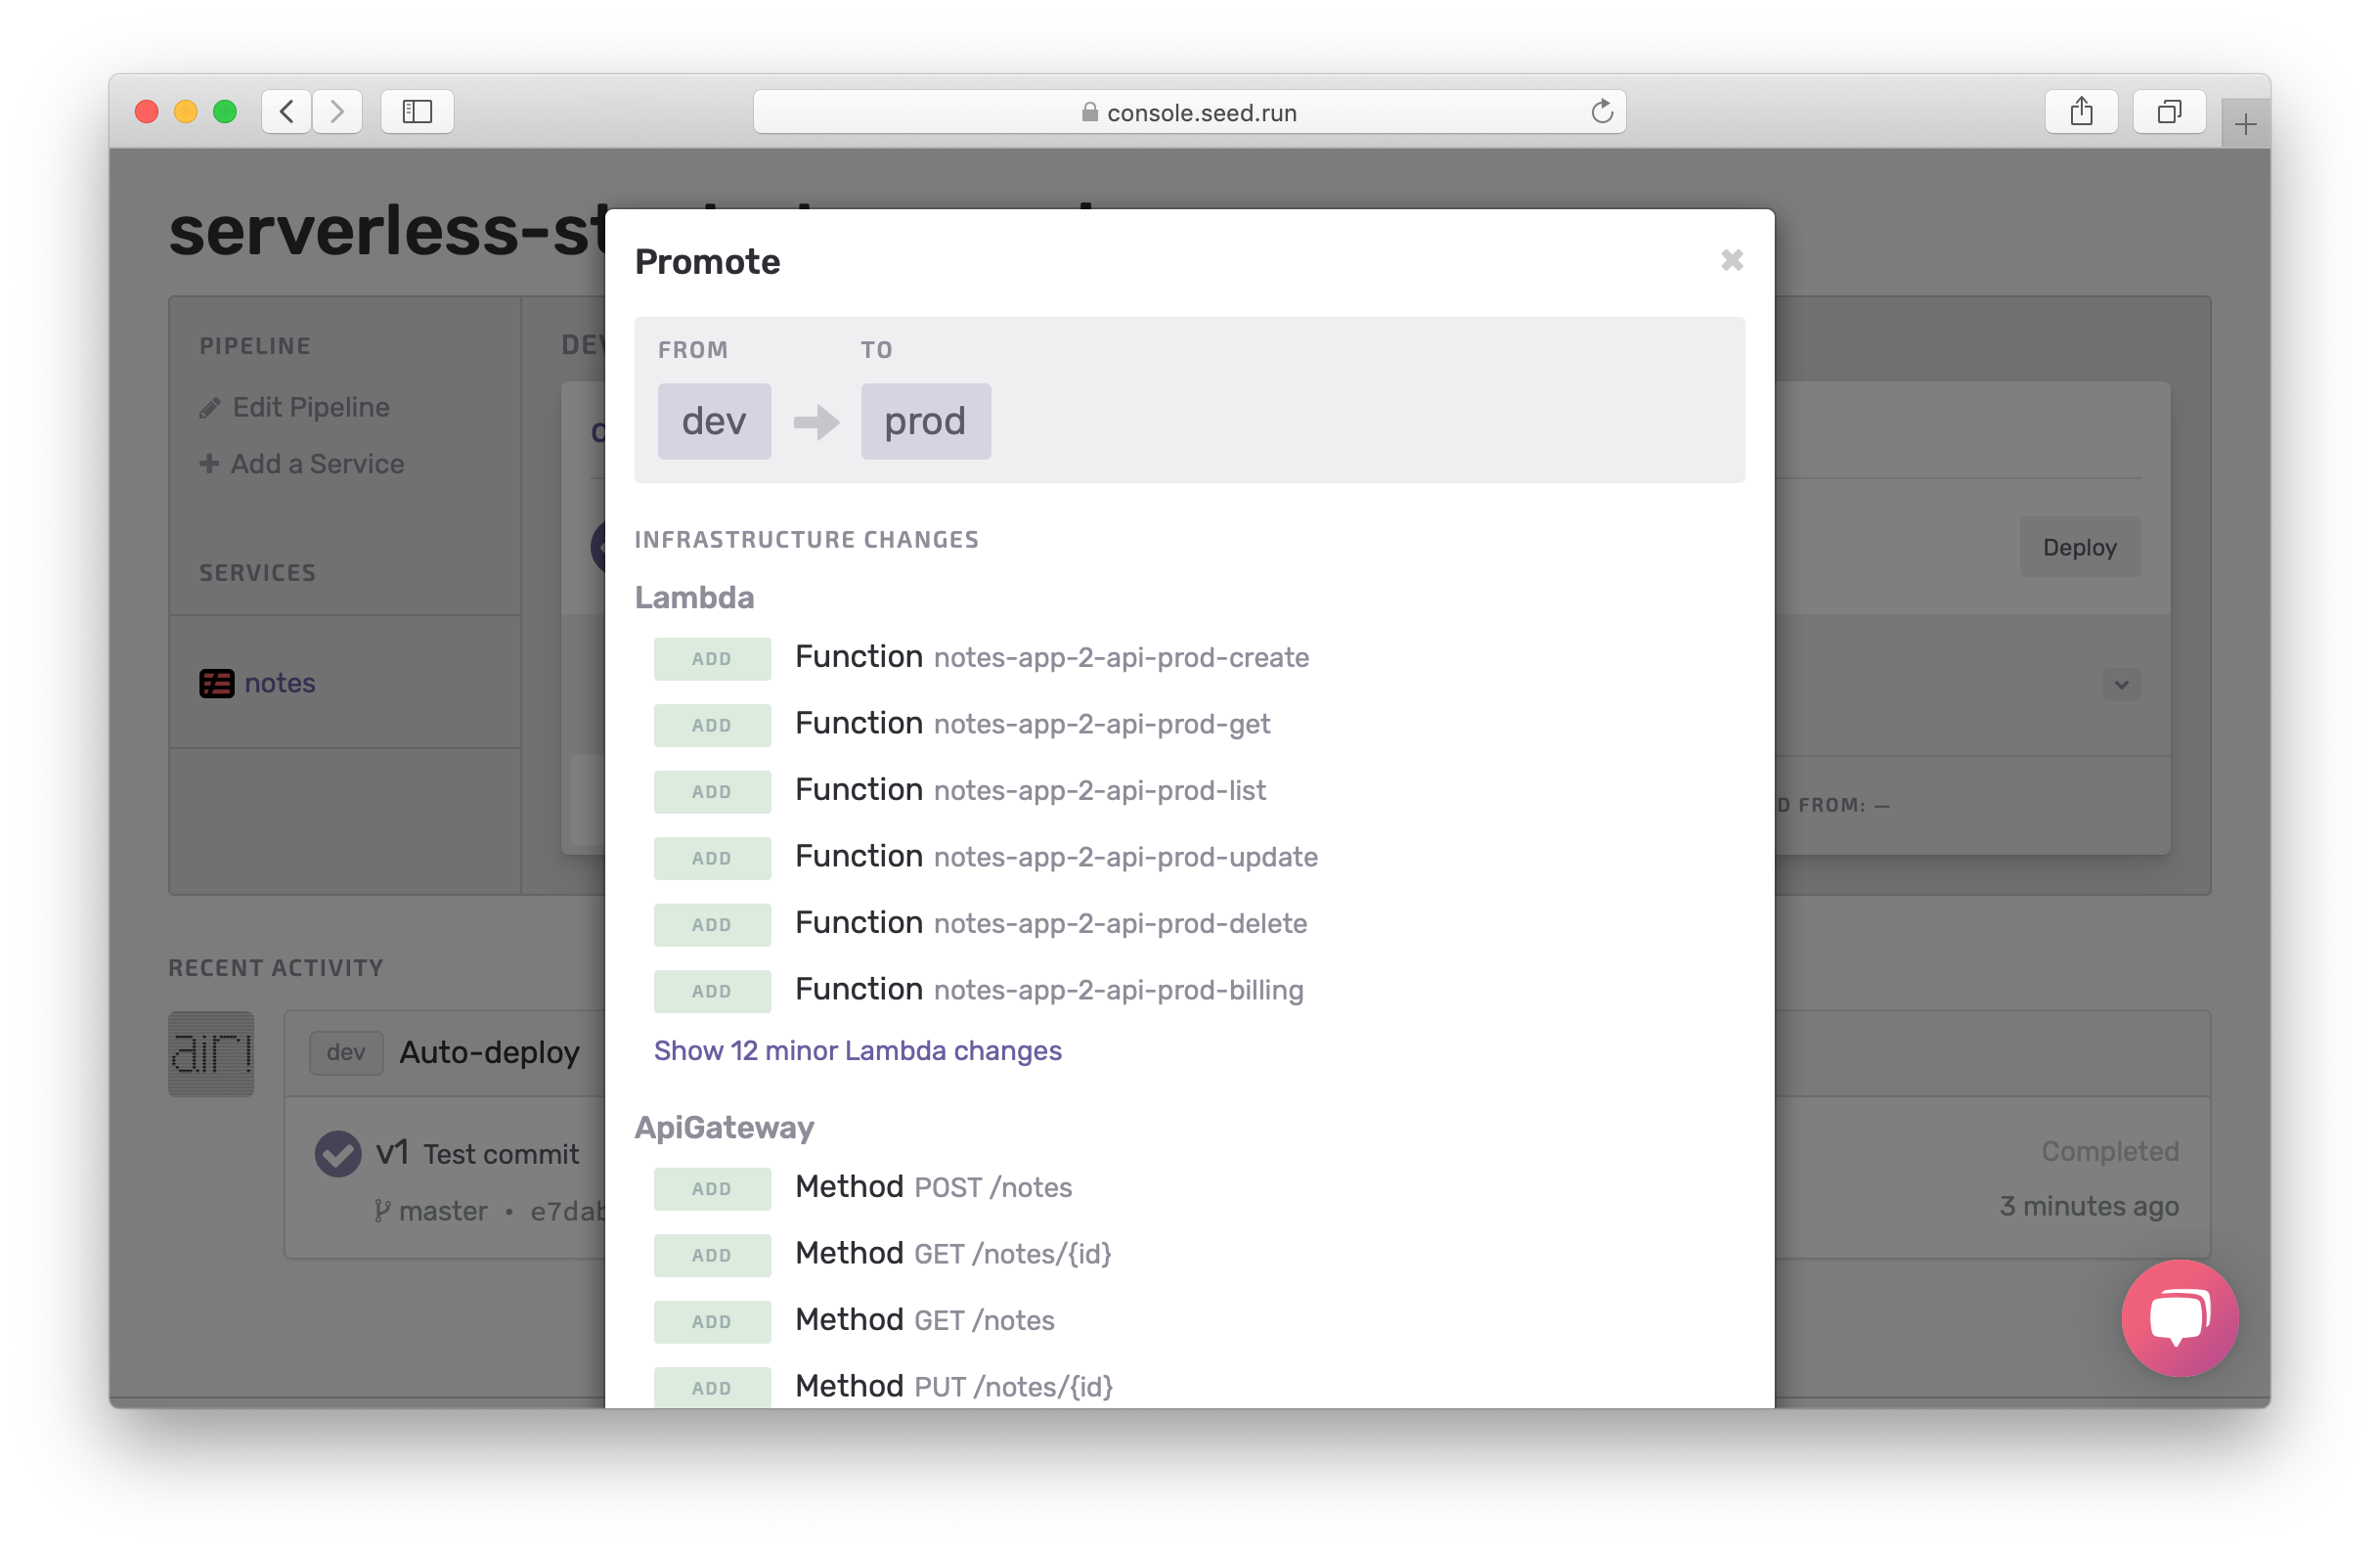 console.seed.run
Promote
FROM TO
dev prod
INFRASTRUCTURE CHANGES
Lambda
ADD Function notes-app-2-api-prod-create
ADD Function notes-app-2-api-prod-get
ADD Function notes-app-2-api-prod-list
ADD Function notes-app-2-api-prod-update
ADD Function notes-app-2-api-prod-delete
ADD Function notes-app-2-api-prod-billing
Show 12 minor Lambda changes
ApiGateway
ADD Method POST /notes
ADD Method GET /notes/{id}
ADD Method GET /notes
ADD Method PUT /notes/{id}
PIPELINE
Edit Pipeline
Add a Service
SERVICES
notes
Deploy
FROM: —
RECENT ACTIVITY
dev Auto-deploy
v1 Test commit
master • e7dab
Completed
3 minutes ago